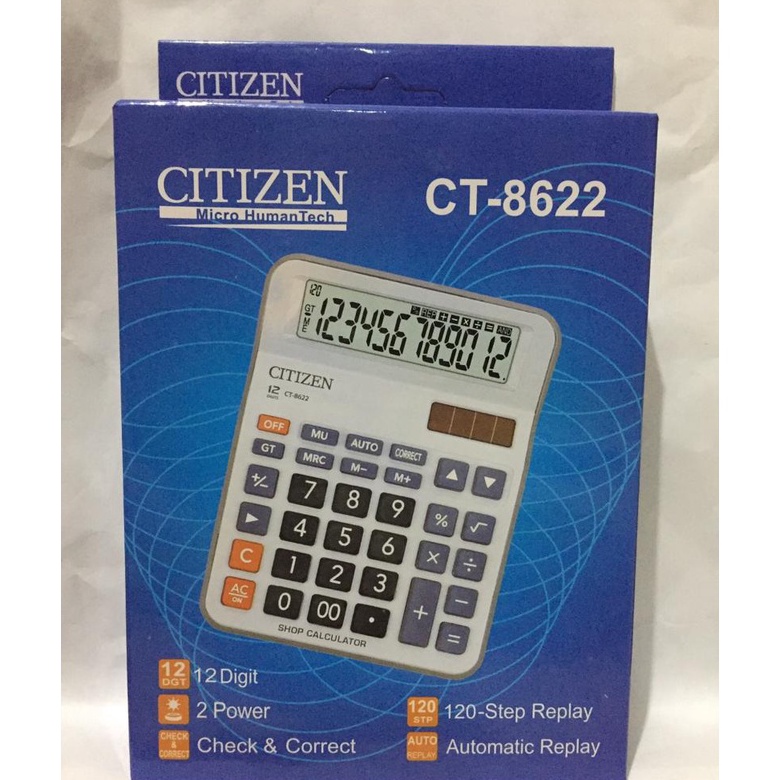 CITIZEN
CITIZEN
Micro HumanTech
CT-8622
120
% REP + − × ÷ = AND
GT
123456789012.
CITIZEN
12
CT-8622
OFF MU AUTO CORRECT
GT MRC M− M+ ▲ ▼
+/− 7 8 9 % √
▶ 4 5 6 × ÷
C 1 2 3 + −
AC
ON
0 00 • =
SHOP CALCULATOR
12
DGT
12 Digit
2 Power
120
STP
120-Step Replay
CHECK
&
CORRECT
Check & Correct
AUTO
REPLAY
Automatic Replay